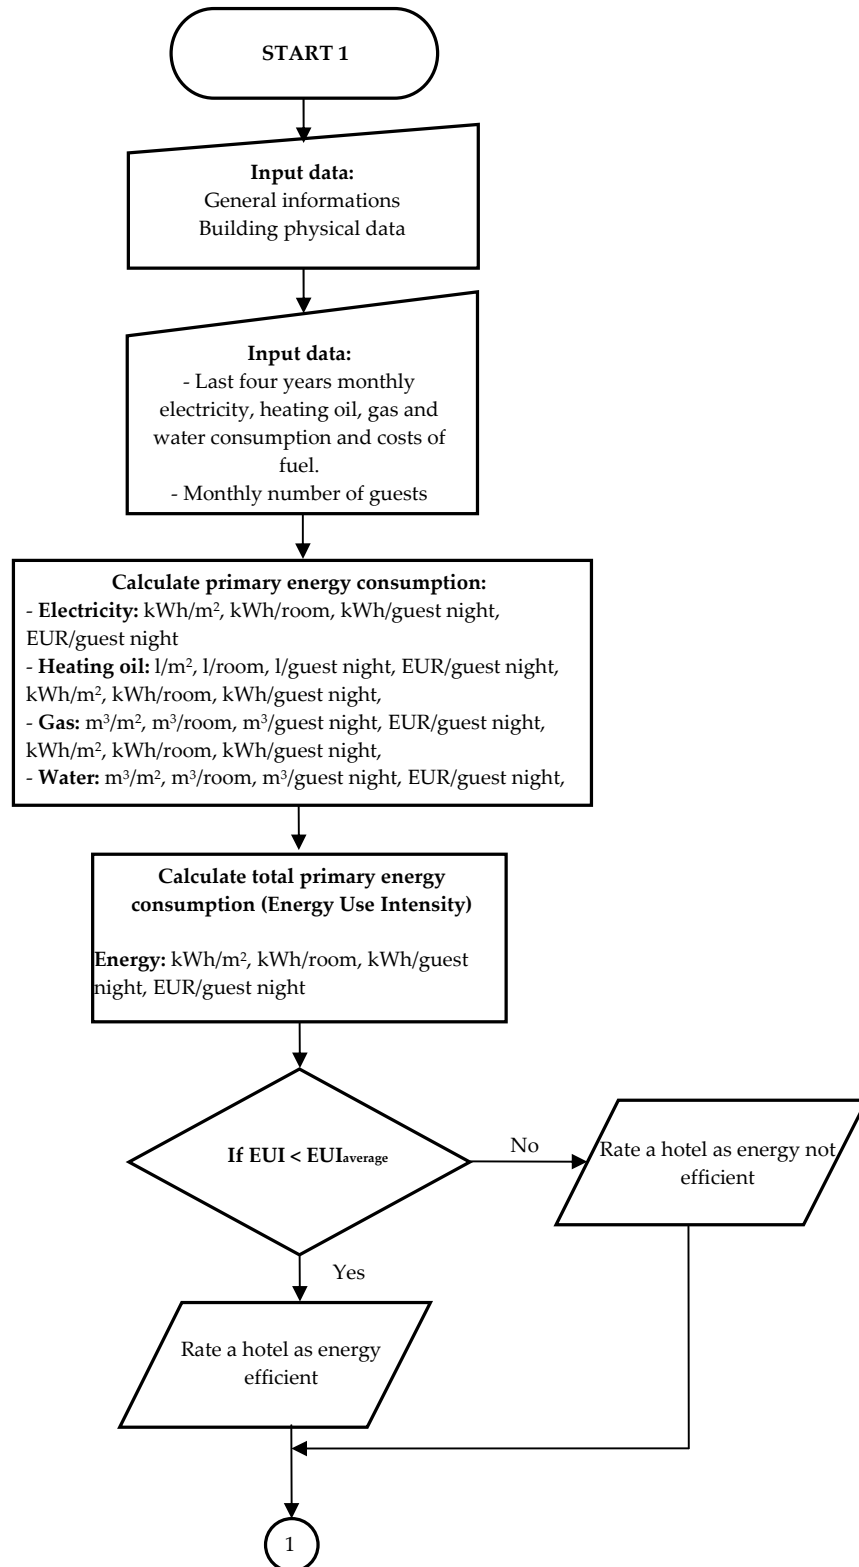 START 1
Input data:
General informations
Building physical data
Input data:
- Last four years monthly
electricity, heating oil, gas and
water consumption and costs of
fuel.
- Monthly number of guests
Calculate primary energy consumption:
- Electricity: kWh/m², kWh/room, kWh/guest night,
EUR/guest night
- Heating oil: l/m², l/room, l/guest night, EUR/guest night,
kWh/m², kWh/room, kWh/guest night,
- Gas: m³/m², m³/room, m³/guest night, EUR/guest night,
kWh/m², kWh/room, kWh/guest night,
- Water: m³/m², m³/room, m³/guest night, EUR/guest night,
Calculate total primary energy
consumption (Energy Use Intensity)
Energy: kWh/m², kWh/room, kWh/guest
night, EUR/guest night
If EUI < EUIaverage
No
Rate a hotel as energy not
efficient
Yes
Rate a hotel as energy
efficient
1